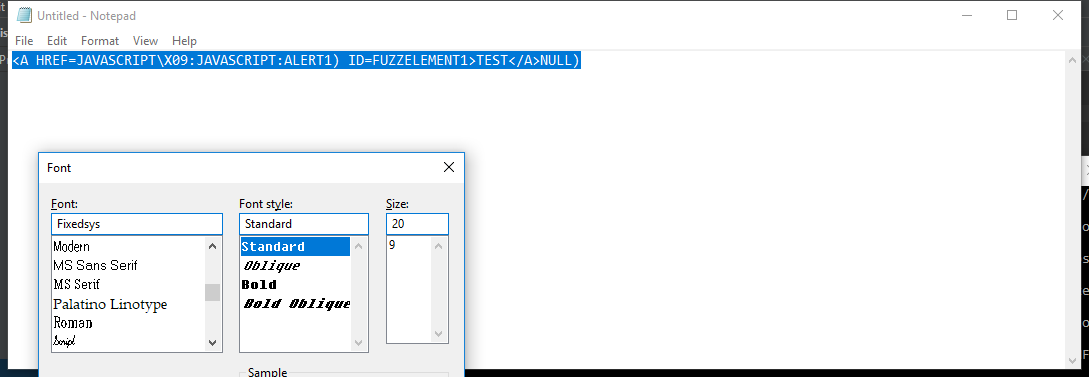 Untitled - Notepad
File Edit Format View Help
<A HREF=JAVASCRIPT\X09:JAVASCRIPT:ALERT1) ID=FUZZELEMENT1>TEST</A>NULL)
Font
Font: Font style: Size:
Fixedsys Standard 20
Modern Standard 9
MS Sans Serif Oblique
MS Serif Bold
Palatino Linotype Bold Oblique
Roman
Script
Sample